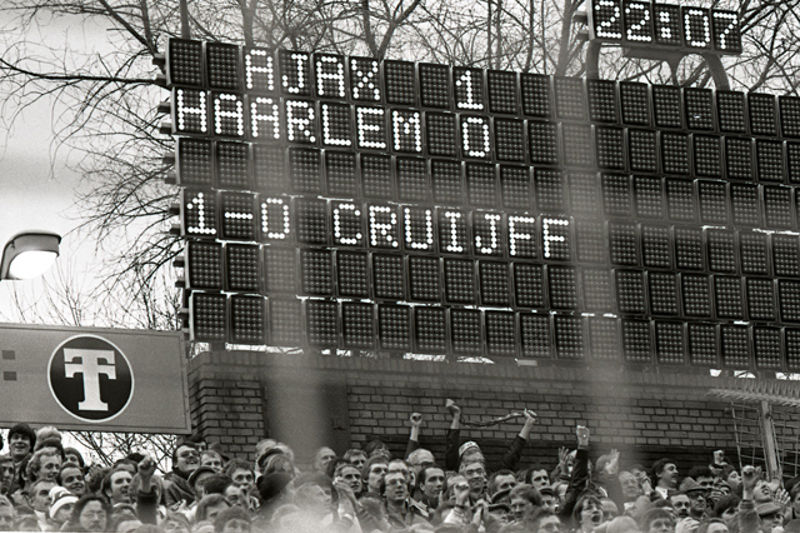 22:07
AJAX 1
HAARLEM 0
1-0 CRUIJFF
T